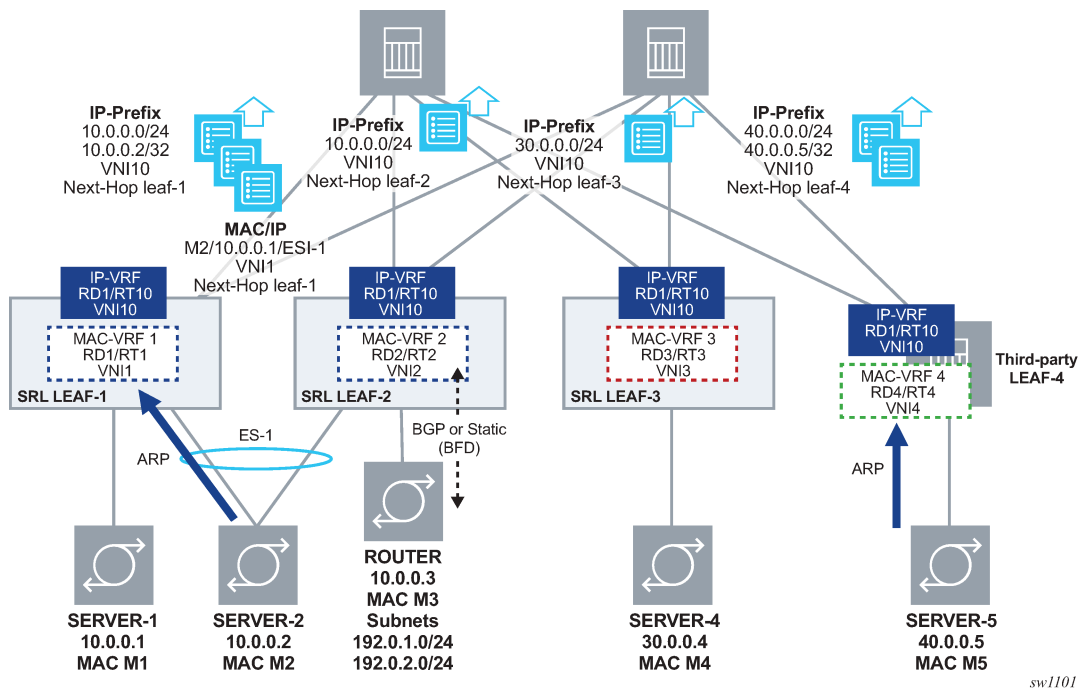 IP-Prefix
10.0.0.0/24
10.0.0.2/32
VNI10
Next-Hop leaf-1
IP-Prefix
10.0.0.0/24
VNI10
Next-Hop leaf-2
IP-Prefix
30.0.0.0/24
VNI10
Next-Hop leaf-3
IP-Prefix
40.0.0.0/24
40.0.0.5/32
VNI10
Next-Hop leaf-4
MAC/IP
M2/10.0.0.1/ESI-1
VNI1
Next-Hop leaf-1
IP-VRF
RD1/RT10
VNI10
MAC-VRF 1
RD1/RT1
VNI1
SRL LEAF-1
IP-VRF
RD1/RT10
VNI10
MAC-VRF 2
RD2/RT2
VNI2
SRL LEAF-2
IP-VRF
RD1/RT10
VNI10
MAC-VRF 3
RD3/RT3
VNI3
SRL LEAF-3
IP-VRF
RD1/RT10
VNI10
MAC-VRF 4
RD4/RT4
VNI4
Third-party
LEAF-4
ARP
ES-1
BGP or Static
(BFD)
ARP
SERVER-1
10.0.0.1
MAC M1
SERVER-2
10.0.0.2
MAC M2
ROUTER
10.0.0.3
MAC M3
Subnets
192.0.1.0/24
192.0.2.0/24
SERVER-4
30.0.0.4
MAC M4
SERVER-5
40.0.0.5
MAC M5
sw1101